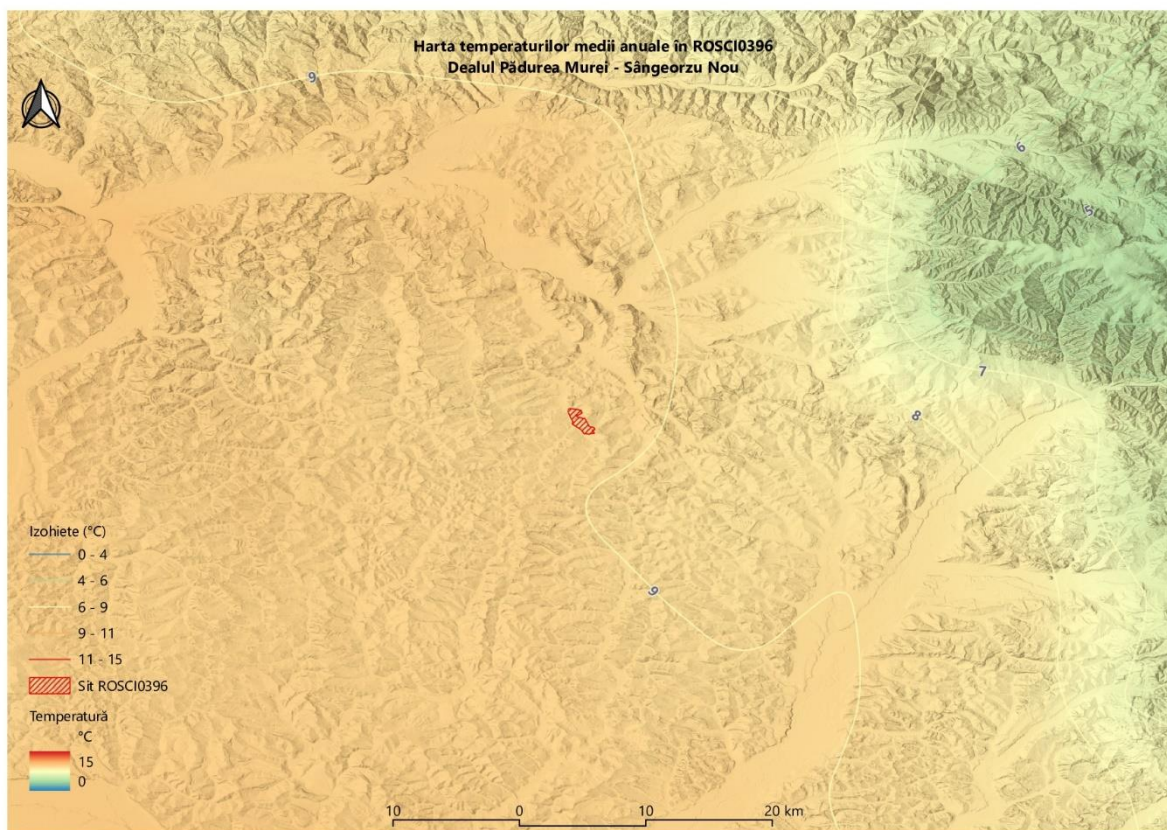 Harta temperaturilor medii anuale în ROSCI0396
Dealul Pădurea Murei - Sângeorzu Nou
9
6
5
7
8
9
Izohiete (°C)
0 - 4
4 - 6
6 - 9
9 - 11
11 - 15
Sit ROSCI0396
Temperatură
°C
15
0
10 0 10 20 km